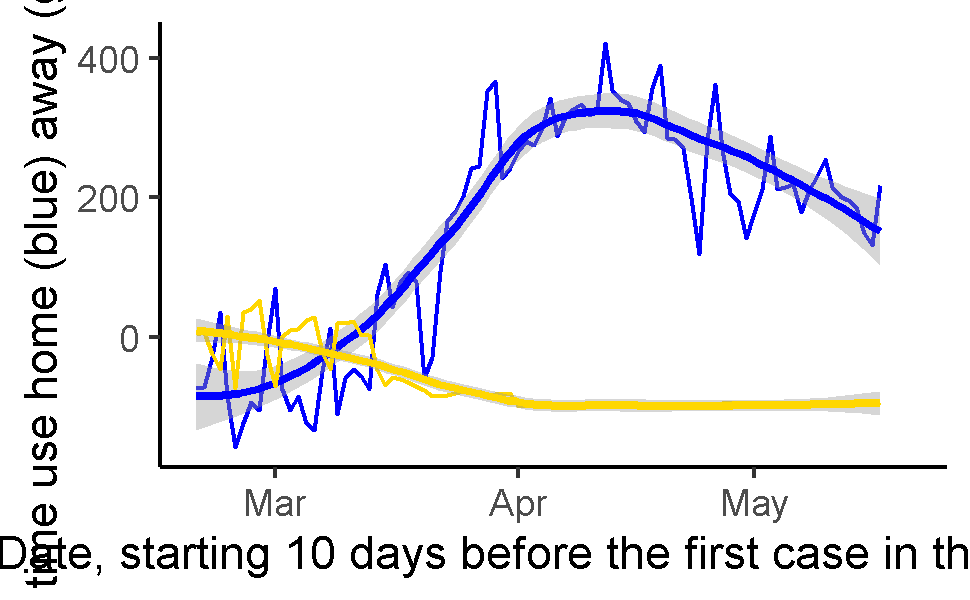 time use home (blue) away (
400
200
0
Mar Apr May
Date, starting 10 days before the first case in th